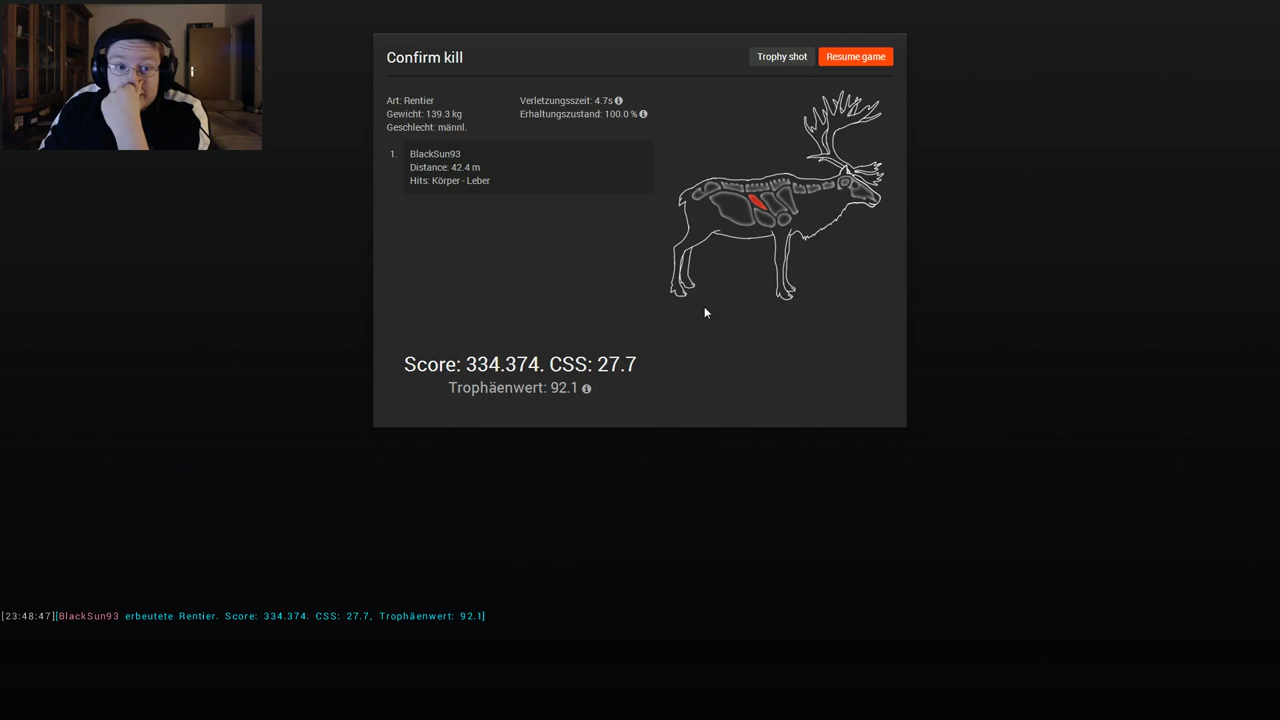 Confirm kill
Trophy shot
Resume game
Art: Rentier
Gewicht: 139.3 kg
Geschlecht: männl.
Verletzungsszeit: 4.7s
Erhaltungszustand: 100.0 %
1. BlackSun93
Distance: 42.4 m
Hits: Körper - Leber
Score: 334.374. CSS: 27.7
Trophäenwert: 92.1
[23:48:47][BlackSun93 erbeutete Rentier. Score: 334.374. CSS: 27.7, Trophäenwert: 92.1]